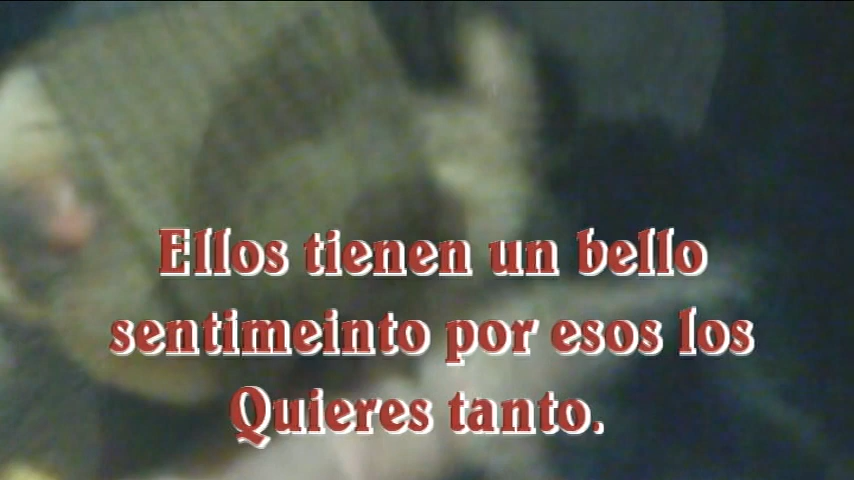 Ellos tienen un bello
sentimeinto por esos los
Quieres tanto.